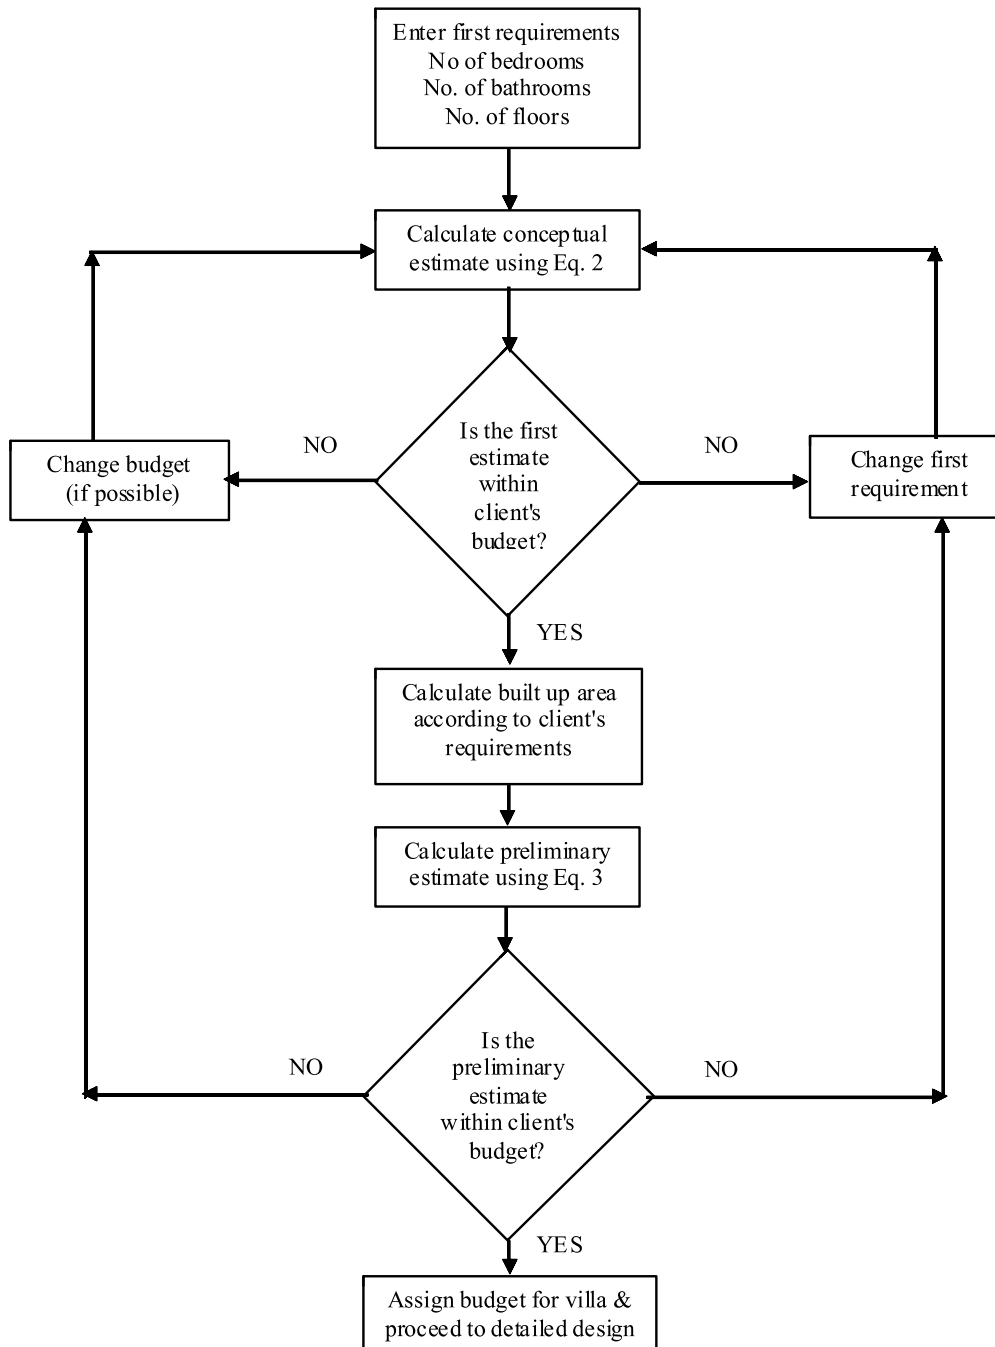 Enter first requirements
No of bedrooms
No. of bathrooms
No. of floors
Calculate conceptual
estimate using Eq. 2
NO
Is the first
estimate
within
client's
budget?
NO
Change budget
(if possible)
Change first
requirement
YES
Calculate built up area
according to client's
requirements
Calculate preliminary
estimate using Eq. 3
NO
Is the
preliminary
estimate
within client's
budget?
NO
YES
Assign budget for villa &
proceed to detailed design